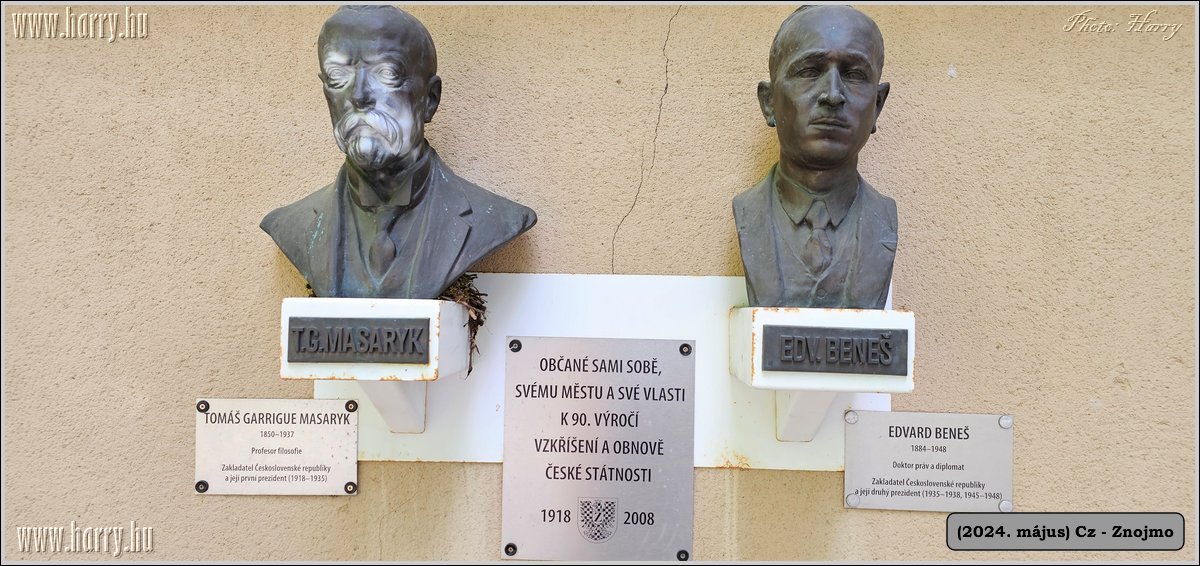 www.harry.hu
Photo: Harry
T.G.MASARYK
EDV. BENEŠ
TOMÁŠ GARRIGUE MASARYK
1850–1937
Profesor filosofie
Zakladatel Československé republiky
a její první prezident (1918–1935)
OBČANÉ SAMI SOBĚ,
SVÉMU MĚSTU A SVÉ VLASTI
K 90. VÝROČÍ
VZKŘÍŠENÍ A OBNOVĚ
ČESKÉ STÁTNOSTI
1918 2008
EDVARD BENEŠ
1884–1948
Doktor práv a diplomat
Zakladatel Československé republiky
a její druhý prezident (1935–1938, 1945–1948)
www.harry.hu
(2024. május) Cz - Znojmo